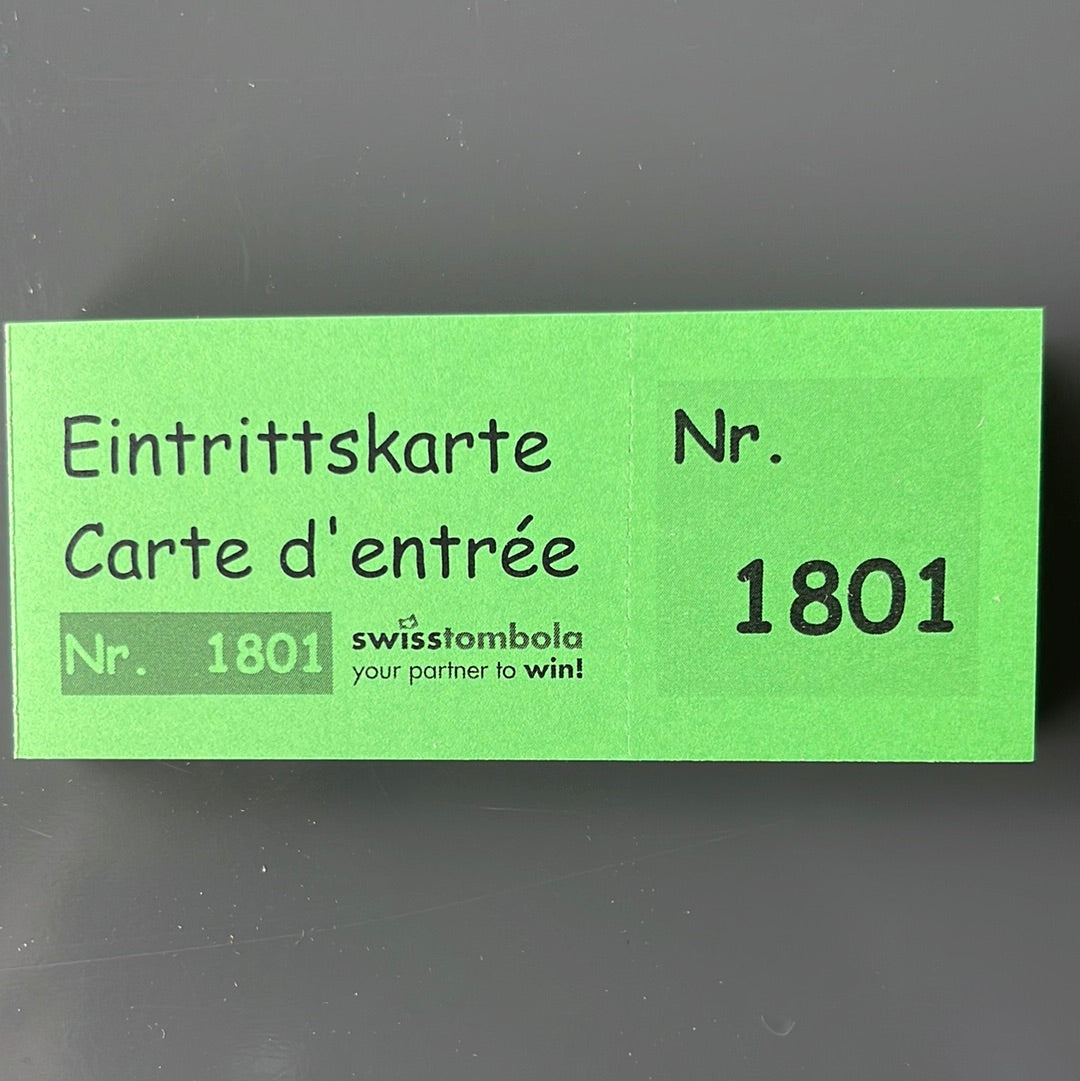 Eintrittskarte
Carte d'entrée
Nr. 1801
swisstombola
your partner to win!
Nr.
1801